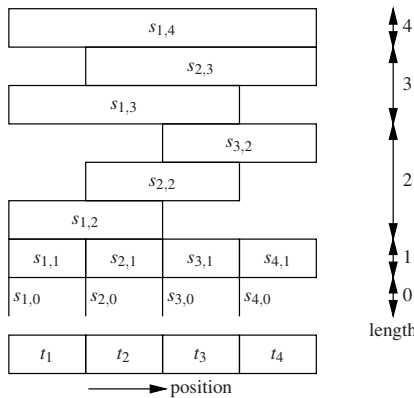 s1,4
4
s2,3
3
s1,3
s3,2
s2,2
2
s1,2
s1,1 s2,1 s3,1 s4,1
1
s1,0 s2,0 s3,0 s4,0
0
length
t1 t2 t3 t4
position